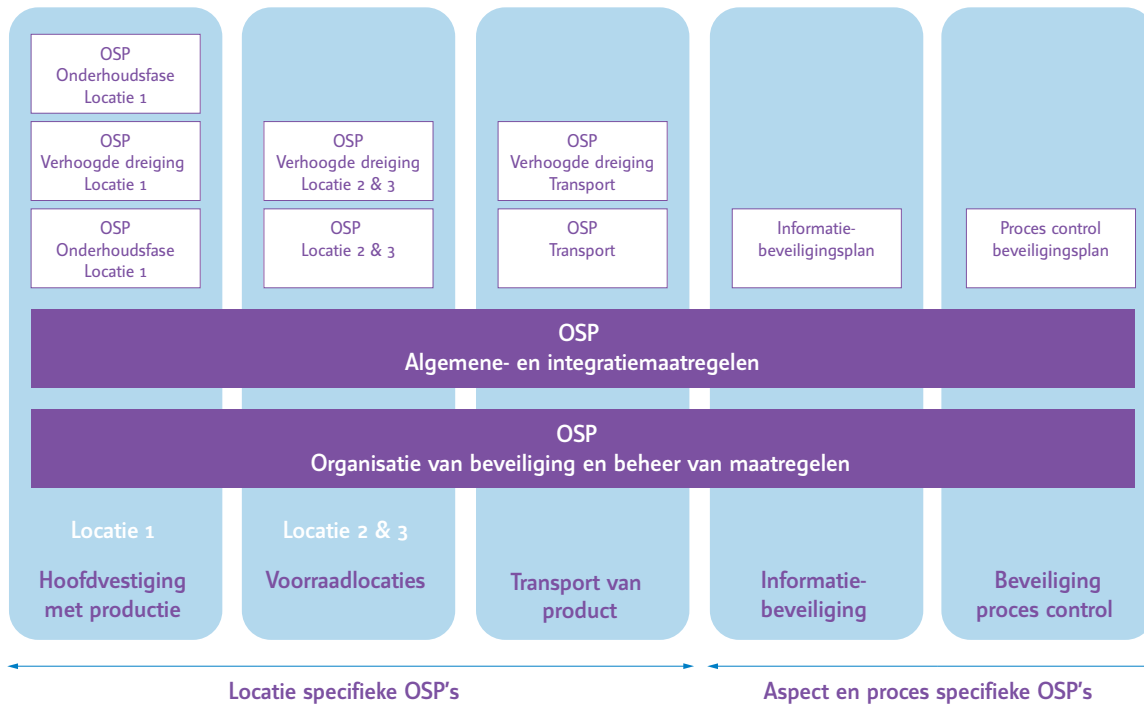 OSP
Onderhoudsfase
Locatie 1
OSP
Verhoogde dreiging
Locatie 1
OSP
Onderhoudsfase
Locatie 1
OSP
Verhoogde dreiging
Locatie 2 & 3
OSP
Locatie 2 & 3
OSP
Verhoogde dreiging
Transport
OSP
Transport
Informatie-
beveiligingsplan
Proces control
beveiligingsplan
OSP
Algemene- en integratiemaatregelen
OSP
Organisatie van beveiliging en beheer van maatregelen
Locatie 1
Hoofdvestiging
met productie
Locatie 2 & 3
Voorraadlocaties
Transport van
product
Informatie-
beveiliging
Beveiliging
proces control
Locatie specifieke OSP's
Aspect en proces specifieke OSP's